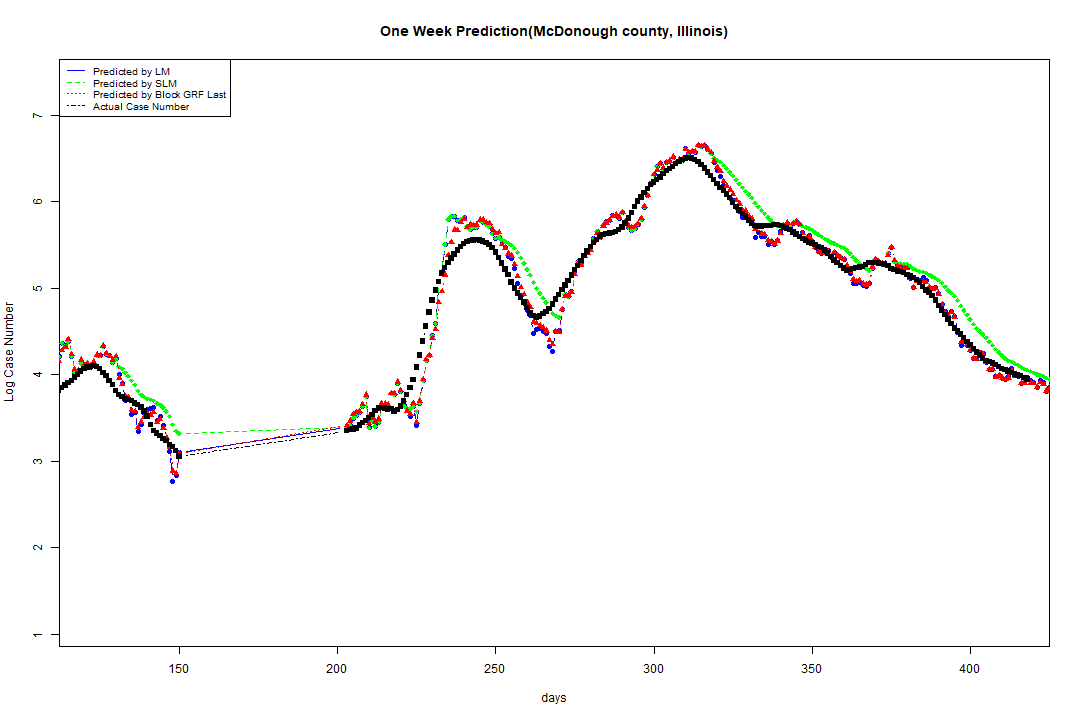 One Week Prediction(McDonough county, Illinois)
Predicted by LM
Predicted by SLM
Predicted by Block GRF Last
Actual Case Number
Log Case Number
7
6
5
4
3
2
1
150 200 250 300 350 400
days